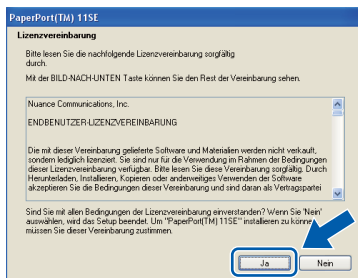 PaperPort(TM) 11SE
Lizenzvereinbarung
Bitte lesen Sie die nachfolgende Lizenzvereinbarung sorgfältig
durch.
Mit der BILD-NACH-UNTEN Taste können Sie den Rest der Vereinbarung sehen.
Nuance Communications, Inc.
ENDBENUTZER-LIZENZVEREINBARUNG
Die mit dieser Vereinbarung gelieferte Software und Materialien werden nicht verkauft,
sondern lediglich lizenziert. Sie sind nur für die Verwendung im Rahmen der Bedingungen
dieser Lizenzvereinbarung verfügbar. Bitte lesen Sie diese Vereinbarung sorgfältig. Durch
Herunterladen, Installieren, Kopieren oder anderweitiges Verwenden der Software
akzeptieren Sie die Bedingungen dieser Vereinbarung und sind daran als Vertragspartei
Sind Sie mit allen Bedingungen der Lizenzvereinbarung einverstanden? Wenn Sie 'Nein'
auswählen, wird das Setup beendet. Um "PaperPort(TM) 11SE" installieren zu können,
müssen Sie dieser Vereinbarung zustimmen.
Ja
Nein